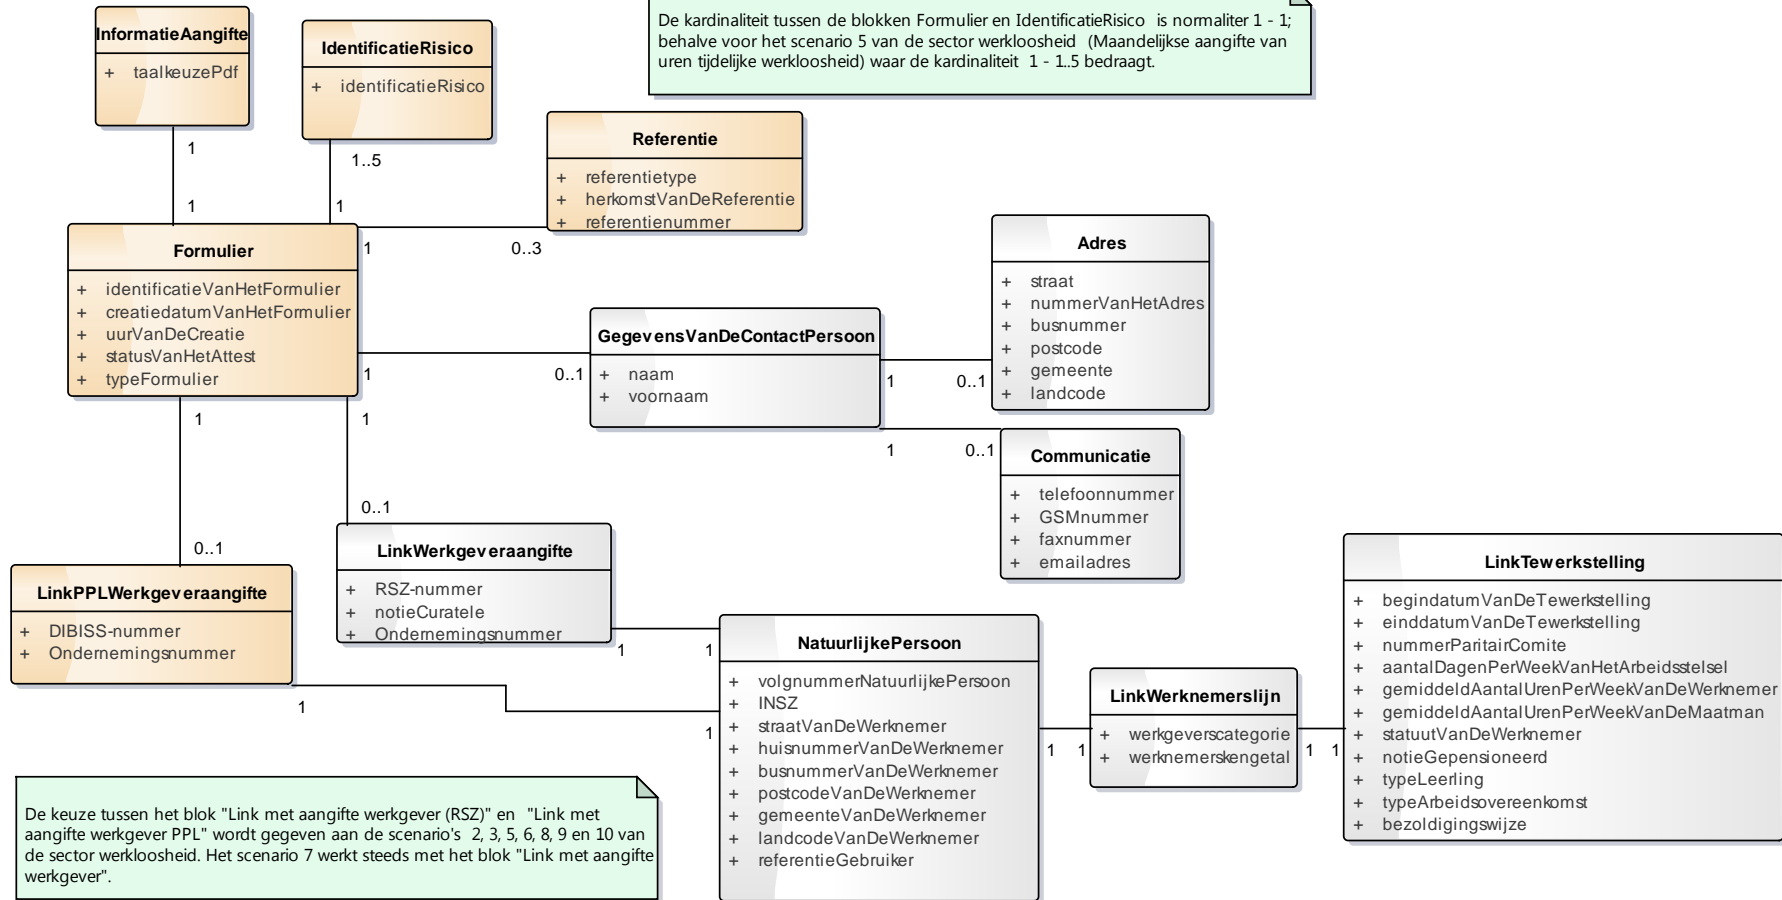 De kardinaliteit tussen de blokken Formulier en IdentificatieRisico is normaliter 1 - 1;
behalve voor het scenario 5 van de sector werkloosheid (Maandelijkse aangifte van
uren tijdelijke werkloosheid) waar de kardinaliteit 1 - 1..5 bedraagt.
InformatieAangifte
+ taalkeuzePdf
IdentificatieRisico
+ identificatieRisico
1
1
1..5
1
Referentie
+ referentietype
+ herkomstVanDeReferentie
+ referentienummer
1
0..3
Formulier
+ identificatieVanHetFormulier
+ creatiedatumVanHetFormulier
+ uurVanDeCreatie
+ statusVanHetAttest
+ typeFormulier
1
0..1
GegevensVanDeContactPersoon
+ naam
+ voornaam
1
0..1
Adres
+ straat
+ nummerVanHetAdres
+ busnummer
+ postcode
+ gemeente
+ landcode
1
0..1
Communicatie
+ telefoonnummer
+ GSMnummer
+ faxnummer
+ emailadres
1
1
0..1
0..1
LinkWerkgeveraangifte
+ RSZ-nummer
+ notieCuratele
+ Ondernemingsnummer
LinkPPLWerkgeveraangifte
+ DIBISS-nummer
+ Ondernemingsnummer
1
1
1
1
NatuurlijkePersoon
+ volgnummerNatuurlijkePersoon
+ INSZ
+ straatVanDeWerknemer
+ huisnummerVanDeWerknemer
+ busnummerVanDeWerknemer
+ postcodeVanDeWerknemer
+ gemeenteVanDeWerknemer
+ landcodeVanDeWerknemer
+ referentieGebruiker
1
1
LinkWerknemerslijn
+ werkgeverscategorie
+ werknemerskengetal
1
1
LinkTewerkstelling
+ begindatumVanDeTewerkstelling
+ einddatumVanDeTewerkstelling
+ nummerParitairComite
+ aantalDagenPerWeekVanHetArbeidsstelsel
+ gemiddeldAantalUrenPerWeekVanDeWerknemer
+ gemiddeldAantalUrenPerWeekVanDeMaatman
+ statuutVanDeWerknemer
+ notieGepensioneerd
+ typeLeerling
+ typeArbeidsovereenkomst
+ bezoldigingswijze
De keuze tussen het blok "Link met aangifte werkgever (RSZ)" en "Link met
aangifte werkgever PPL" wordt gegeven aan de scenario's 2, 3, 5, 6, 8, 9 en 10 van
de sector werkloosheid. Het scenario 7 werkt steeds met het blok "Link met aangifte
werkgever".